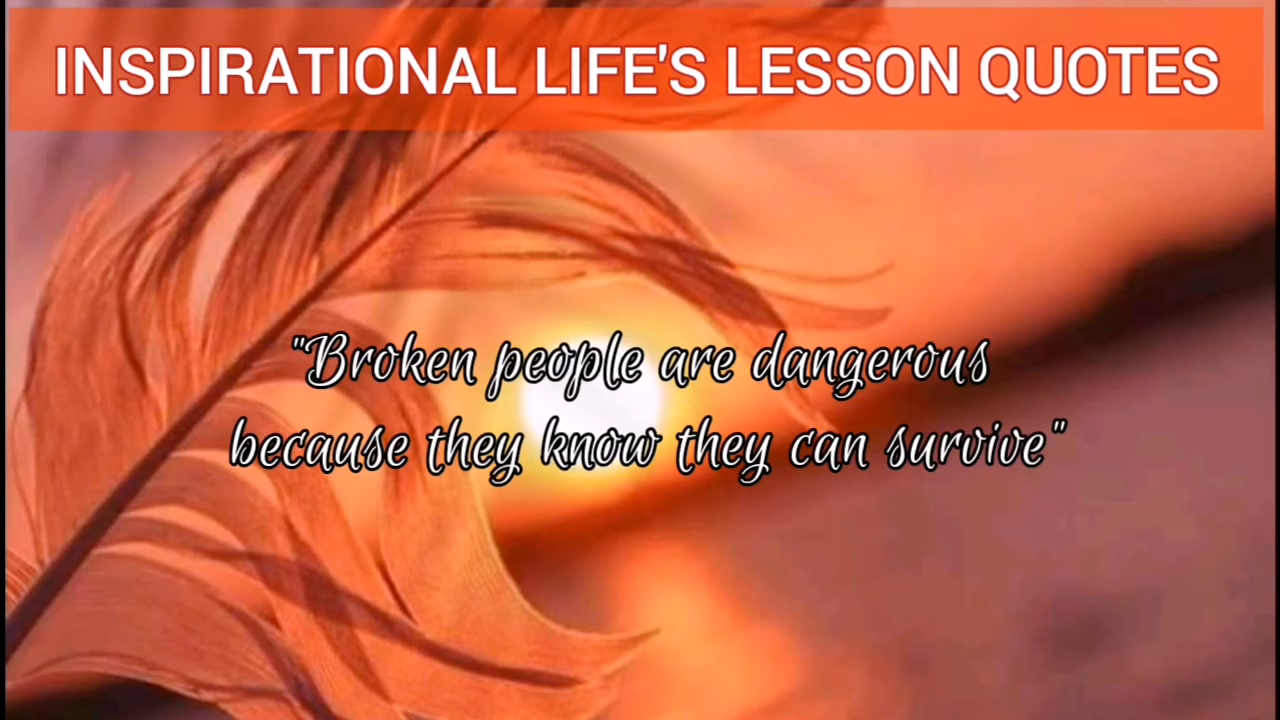 INSPIRATIONAL LIFE'S LESSON QUOTES
"Broken people are dangerous
because they know they can survive"